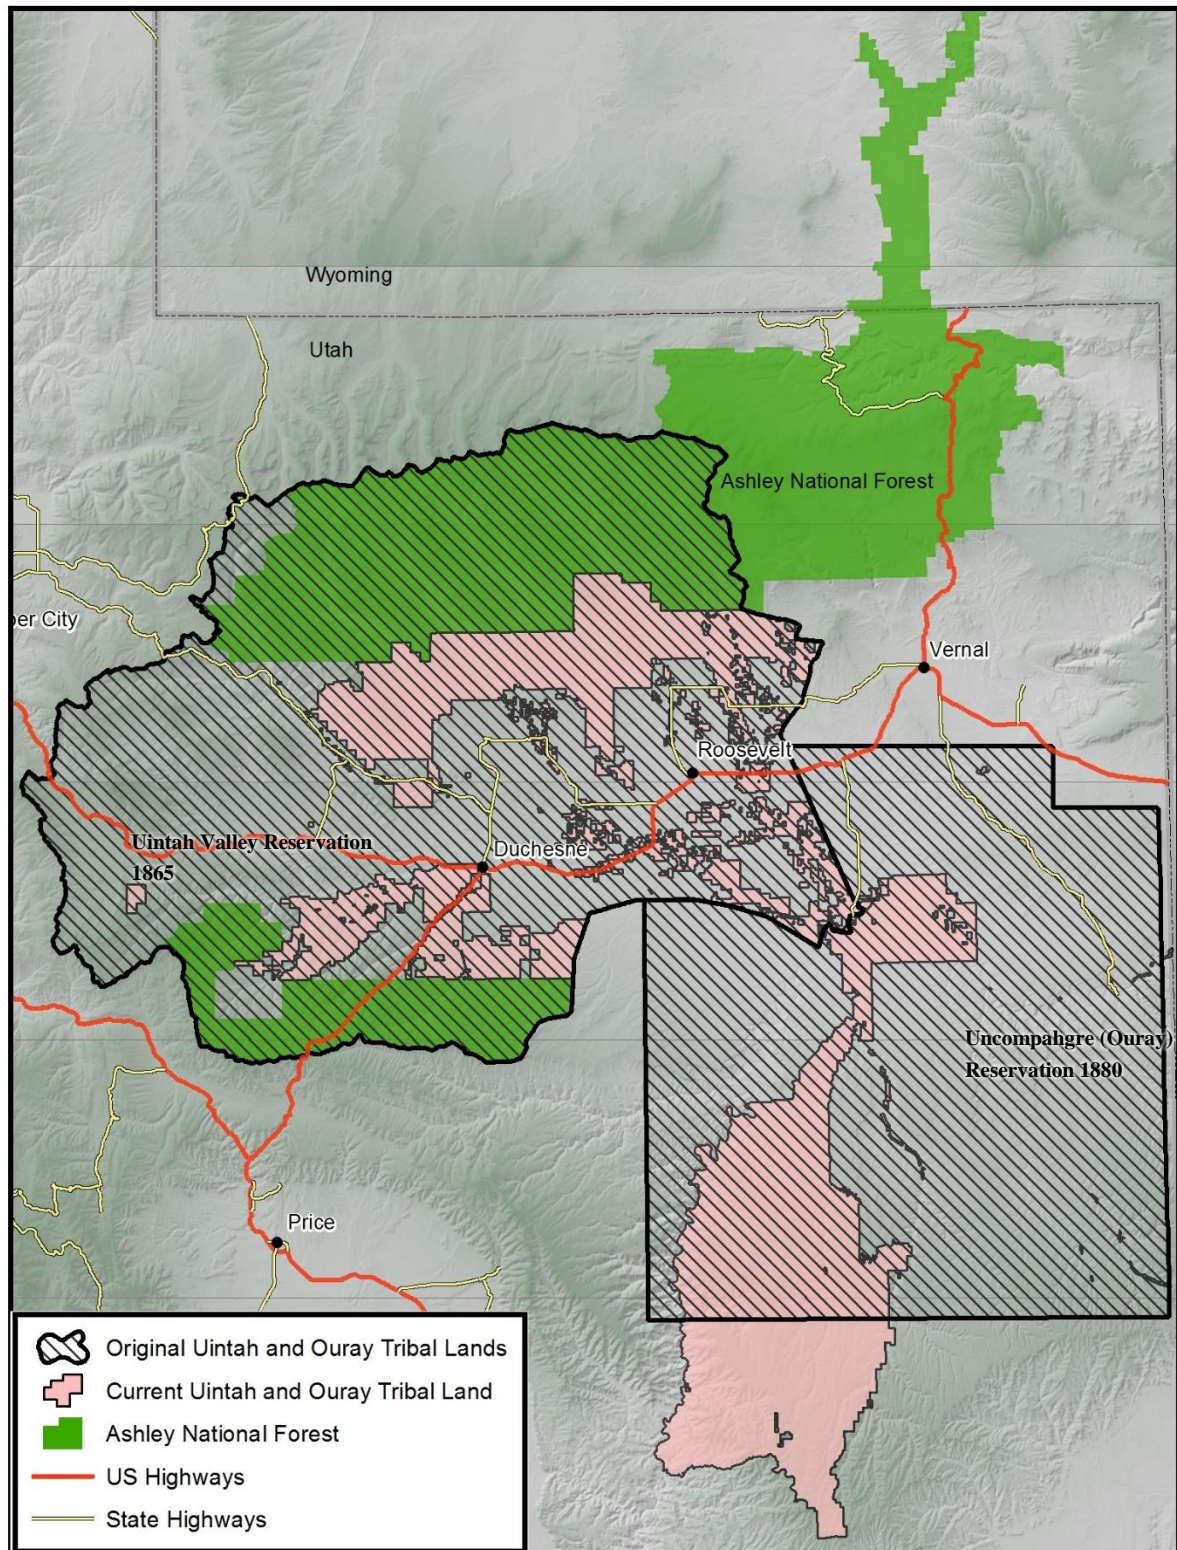 Wyoming
Utah
Ashley National Forest
per City
Vernal
Roosevelt
Uintah Valley Reservation
1865
Duchesne
Uncompahgre (Ouray)
Reservation 1880
Price
Original Uintah and Ouray Tribal Lands
Current Uintah and Ouray Tribal Land
Ashley National Forest
US Highways
State Highways